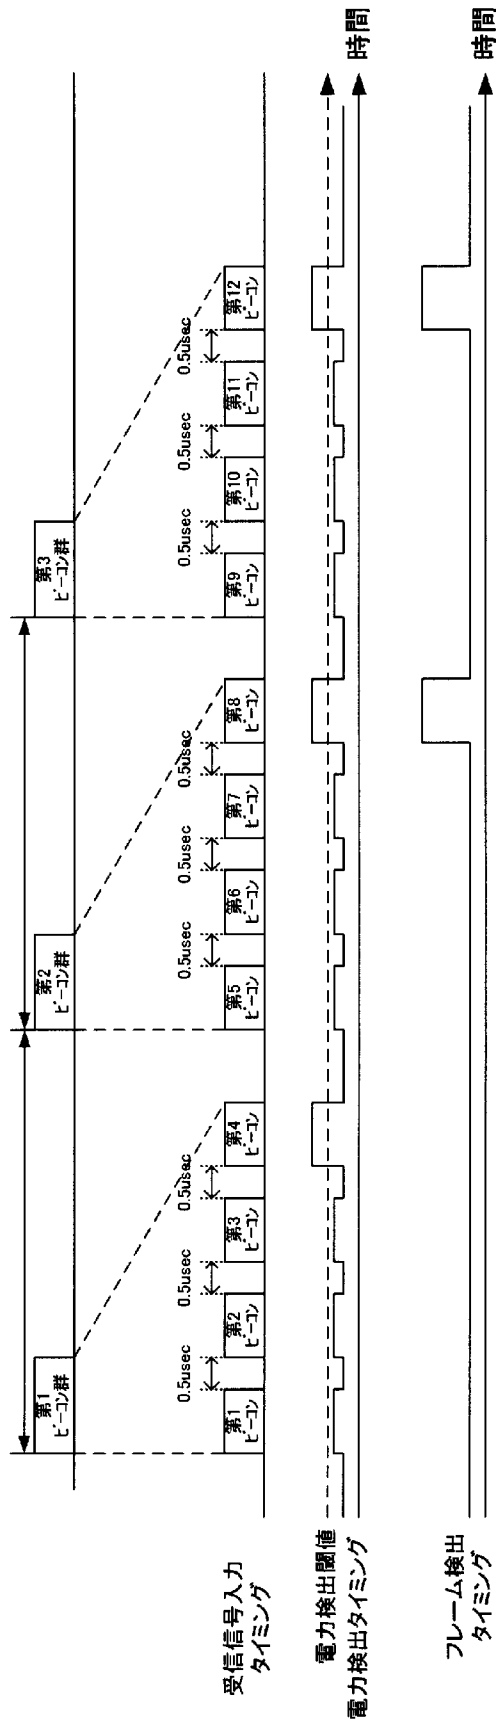 第1
ビーコン群
第2
ビーコン群
第3
ビーコン群
受信信号入力
タイミング
第1
ビーコン
0.5usec
第2
ビーコン
0.5usec
第3
ビーコン
0.5usec
第4
ビーコン
第5
ビーコン
0.5usec
第6
ビーコン
0.5usec
第7
ビーコン
0.5usec
第8
ビーコン
第9
ビーコン
0.5usec
第10
ビーコン
0.5usec
第11
ビーコン
0.5usec
第12
ビーコン
電力検出閾値
電力検出タイミング
時間
フレーム検出
タイミング
時間